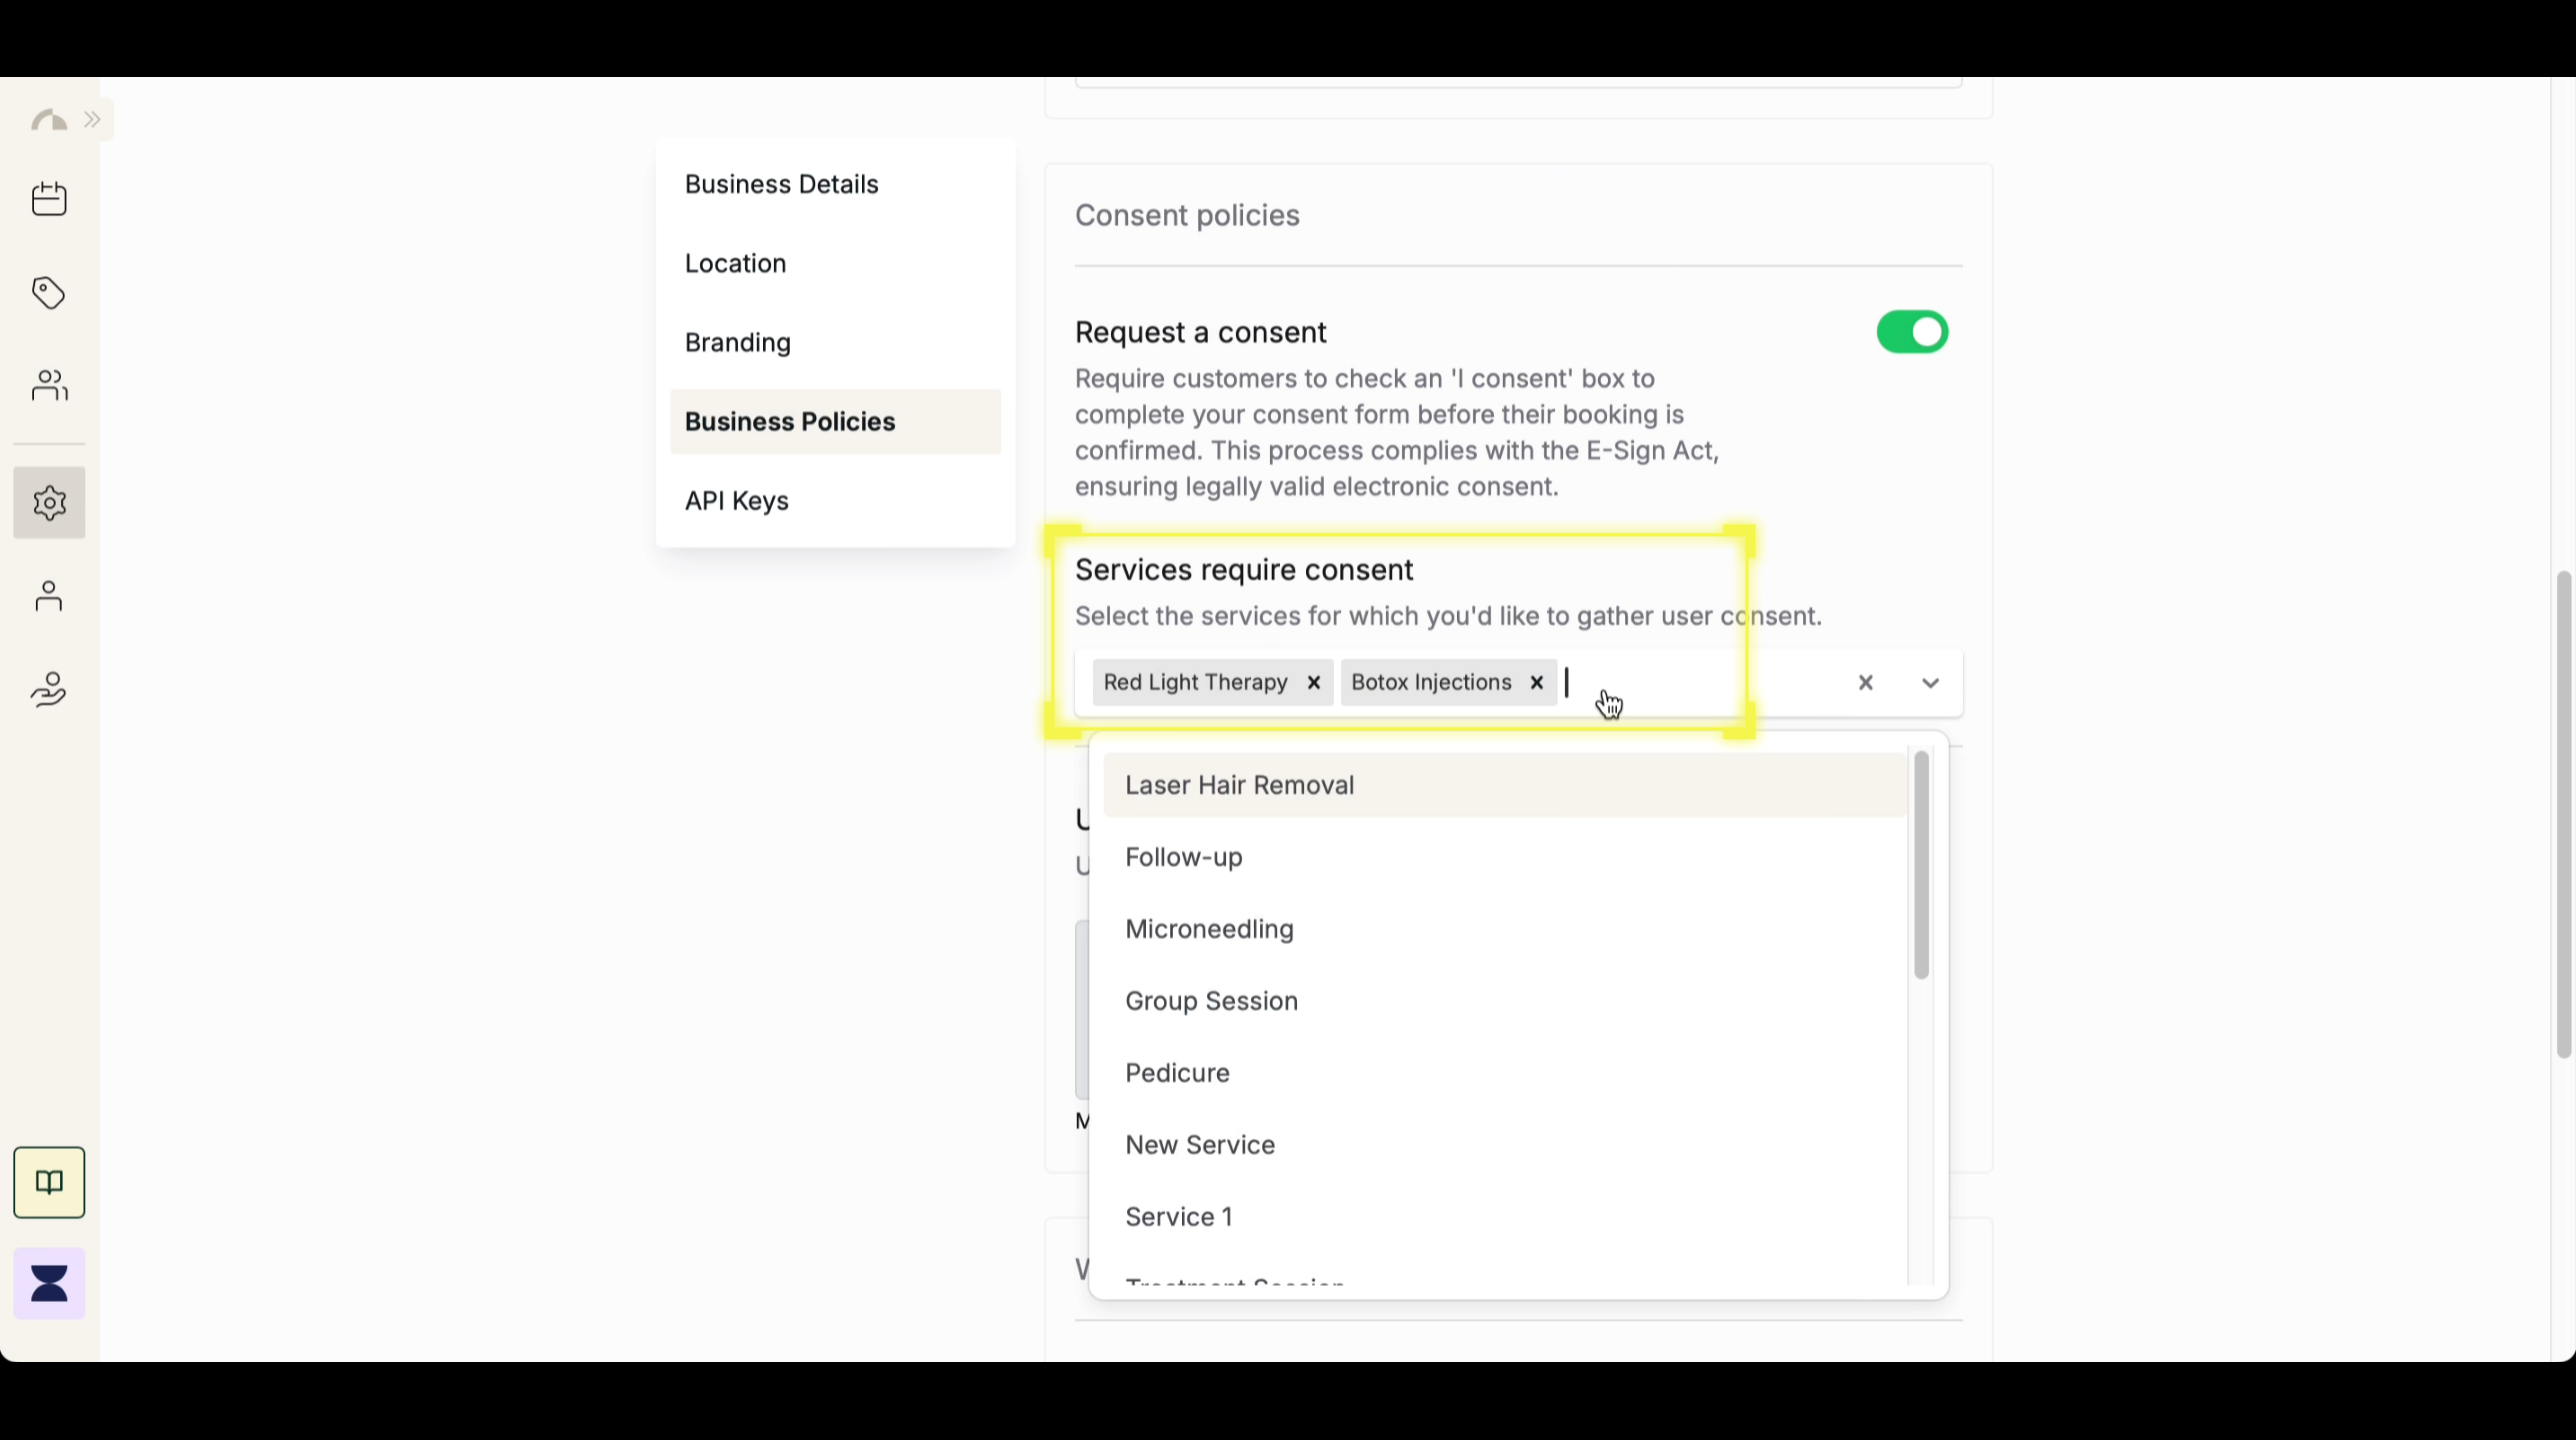 Business Details
Location
Branding
Business Policies
API Keys
Consent policies
Request a consent
Require customers to check an 'I consent' box to
complete your consent form before their booking is
confirmed. This process complies with the E-Sign Act,
ensuring legally valid electronic consent.
Services require consent
Select the services for which you'd like to gather user consent.
Red Light Therapy
Botox Injections
Laser Hair Removal
Follow-up
Microneedling
Group Session
Pedicure
New Service
Service 1